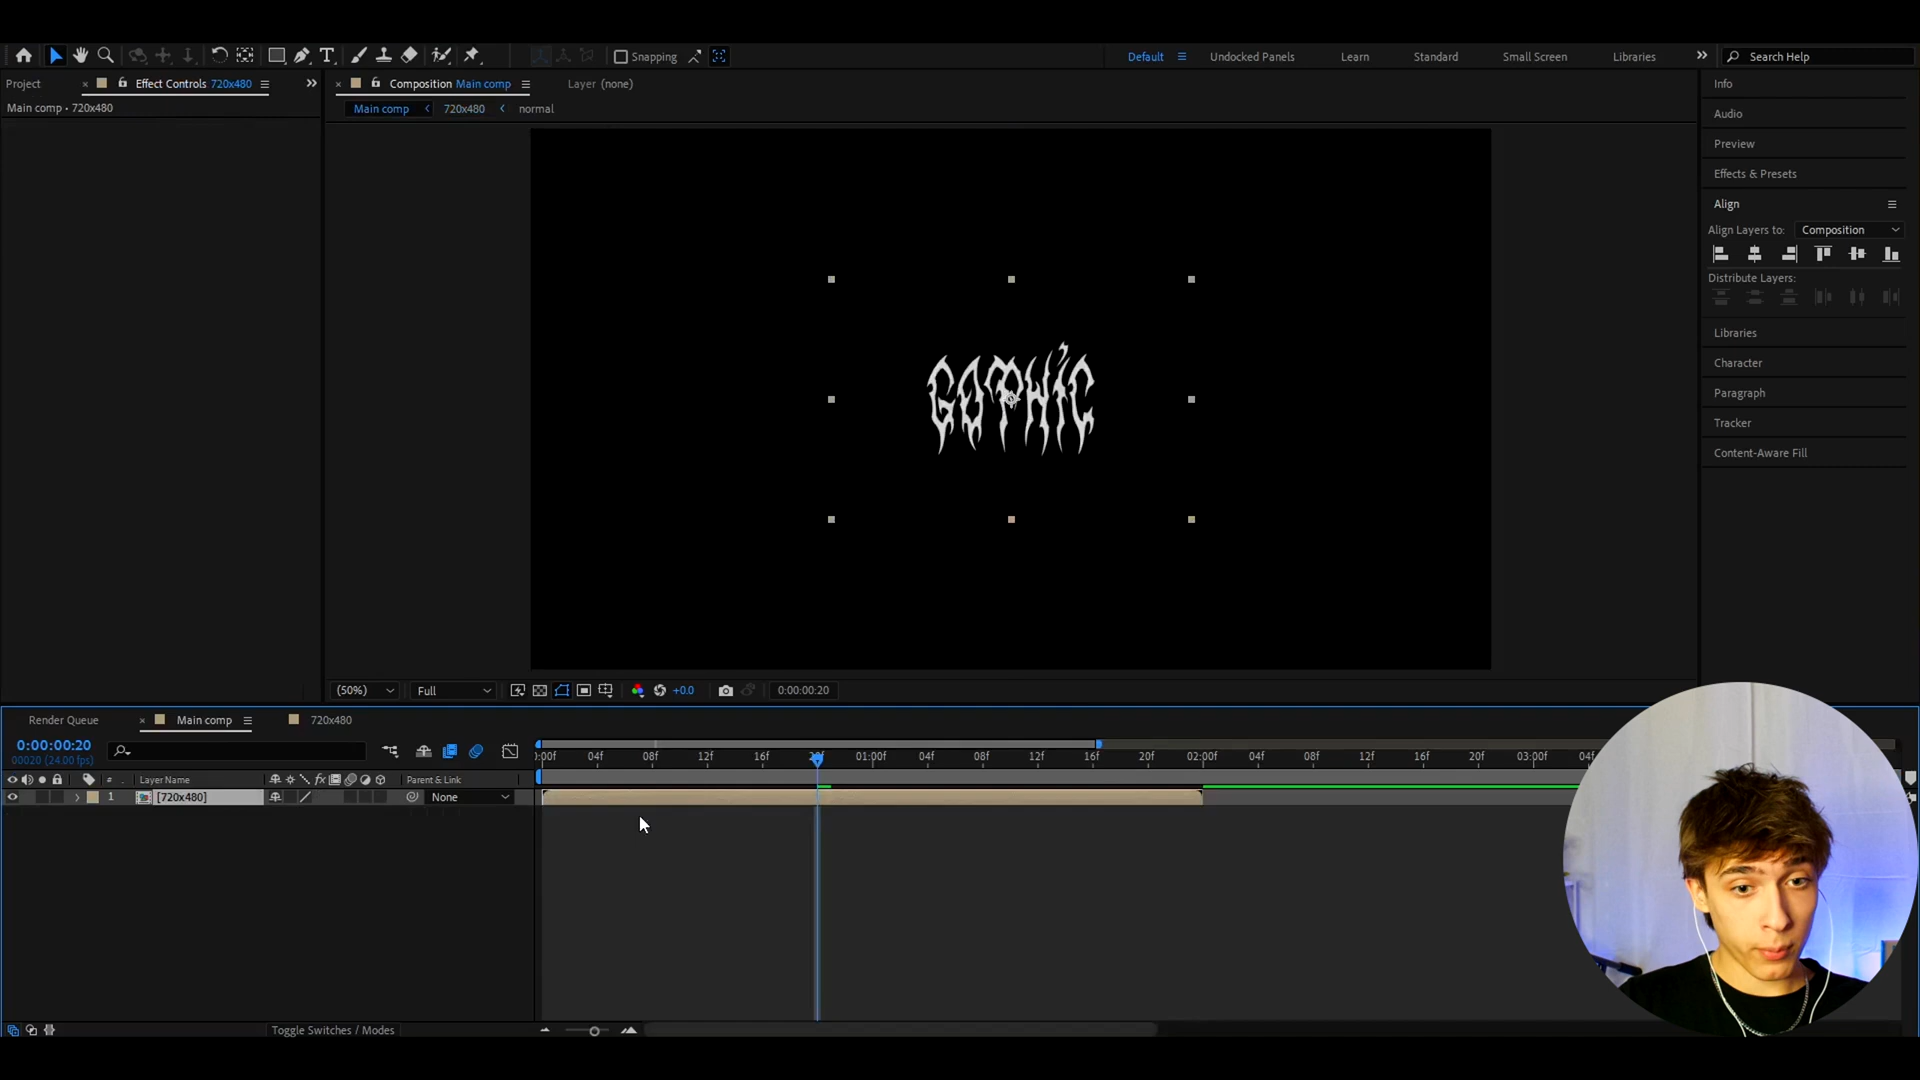 Snapping
Default
Undocked Panels
Learn
Standard
Small Screen
Libraries
Search Help
Project
Effect Controls 720x480
Composition Main comp
Layer (none)
Main comp • 720x480
Main comp
720x480
normal
Info
Audio
Preview
Effects & Presets
Align
Align Layers to: Composition
Distribute Layers:
Libraries
Character
Paragraph
Tracker
Content-Aware Fill
GOTHIC
(50%)
Full
+0.0
0:00:00:20
Render Queue
Main comp
720x480
0:00:00:20
00020 (24.00 fps)
:00f 04f 08f 12f 16f 20f 01:00f 04f 08f 12f 16f 20f 02:00f 04f 08f 12f 16f 20f 03:00f
# Layer Name
fx
Parent & Link
1 [720x480]
None
Toggle Switches / Modes